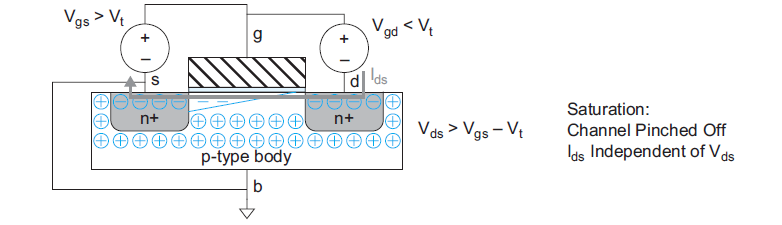 Vgs > Vt
g
Vgd < Vt
+
+
–
–
s
d
Ids
n+
n+
p-type body
b
Vds > Vgs – Vt
Saturation:
Channel Pinched Off
Ids Independent of Vds